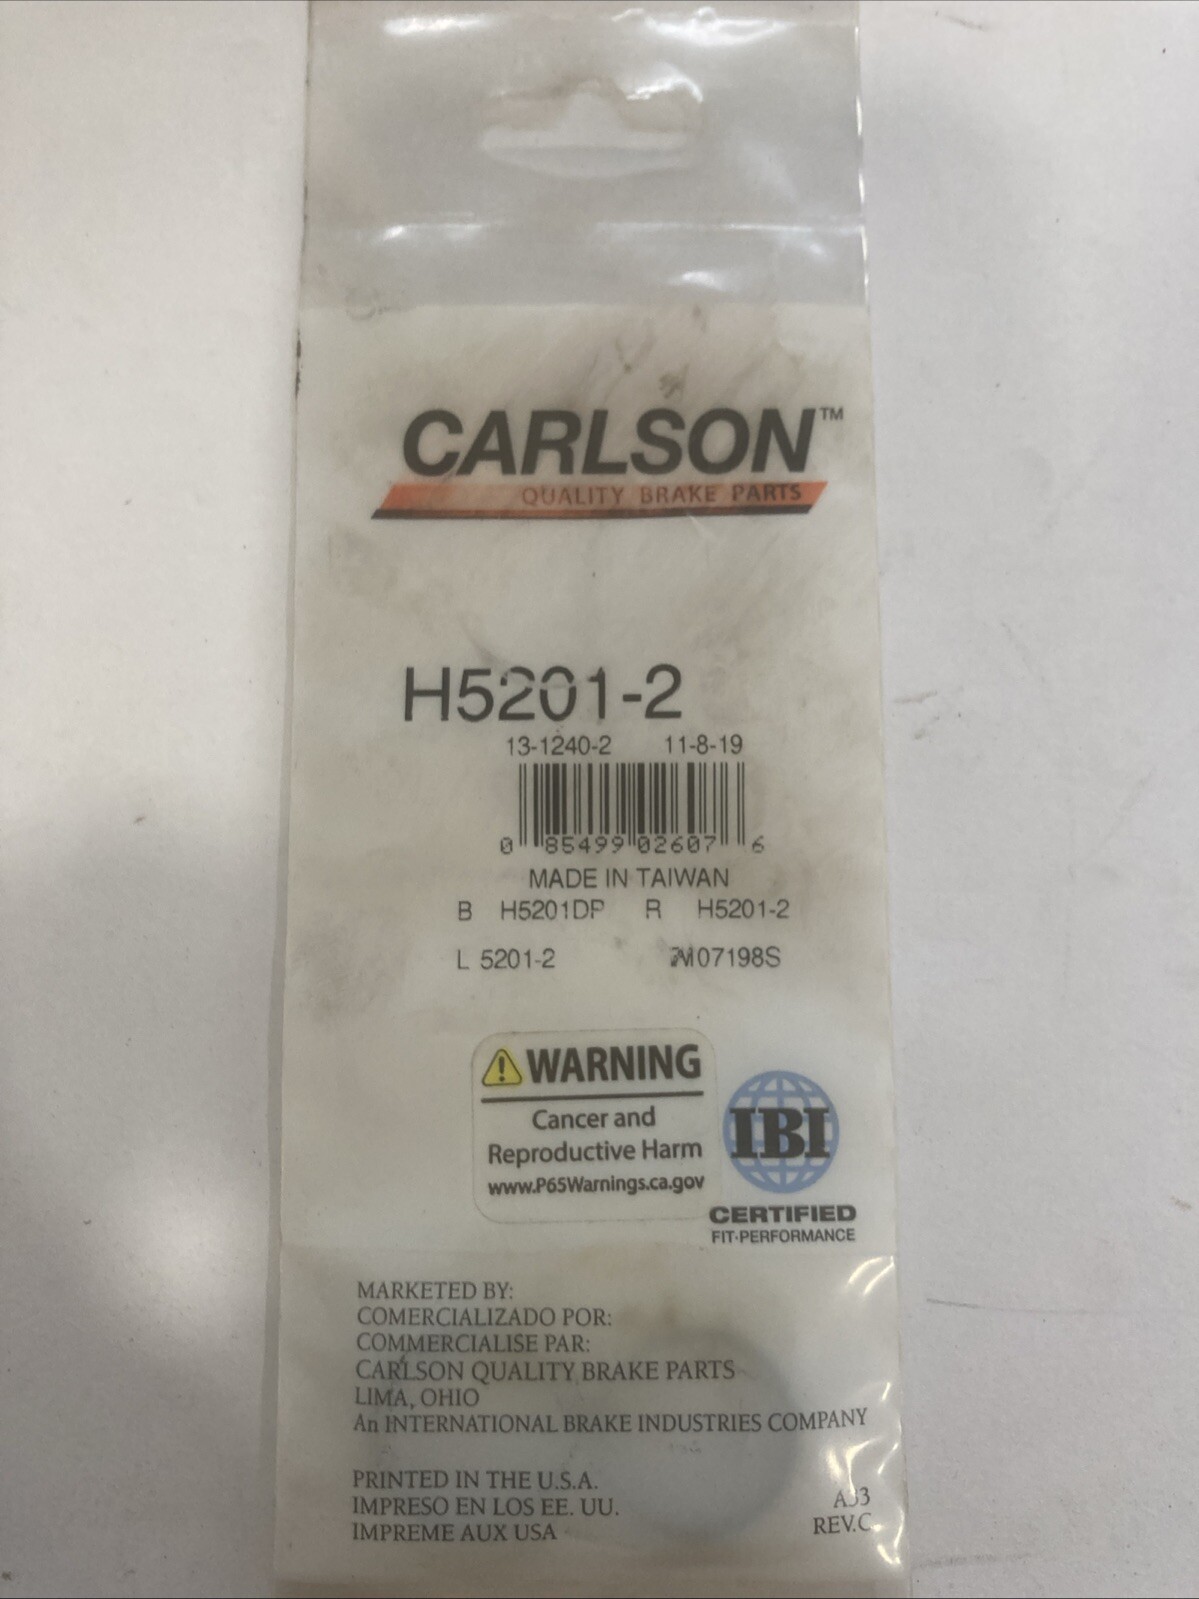 CARLSON™
QUALITY BRAKE PARTS
H5201-2
13-1240-2 11-8-19
0 85499 02607 6
MADE IN TAIWAN
B H5201DP R H5201-2
L 5201-2
WARNING
Cancer and
Reproductive Harm
www.P65Warnings.ca.gov
IBI
CERTIFIED
FIT·PERFORMANCE
MARKETED BY:
COMERCIALIZADO POR:
COMMERCIALISE PAR:
CARLSON QUALITY BRAKE PARTS
LIMA, OHIO
An INTERNATIONAL BRAKE INDUSTRIES COMPANY
PRINTED IN THE U.S.A.
IMPRESO EN LOS EE. UU.
IMPREME AUX USA
REV.C